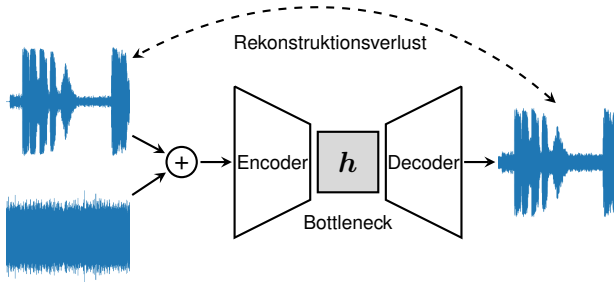 Rekonstruktionsverlust
+
Encoder
h
Decoder
Bottleneck